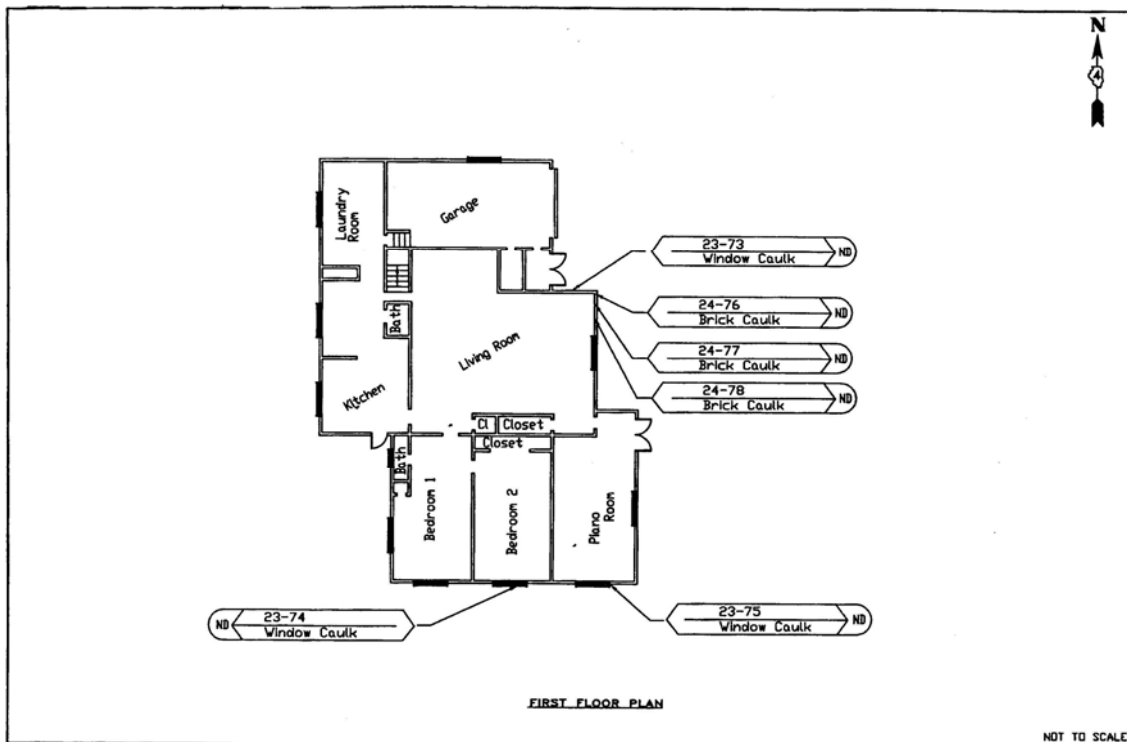 N
4
Laundry
Room
Garage
23-73
Window Caulk
ND
24-76
Brick Caulk
ND
Bath
24-77
Brick Caulk
ND
Living Room
24-78
Brick Caulk
ND
Kitchen
Cl
Closet
Closet
Bath
Bedroom 1
Bedroom 2
Piano
Room
ND
23-74
Window Caulk
23-75
Window Caulk
ND
FIRST FLOOR PLAN
NOT TO SCALE